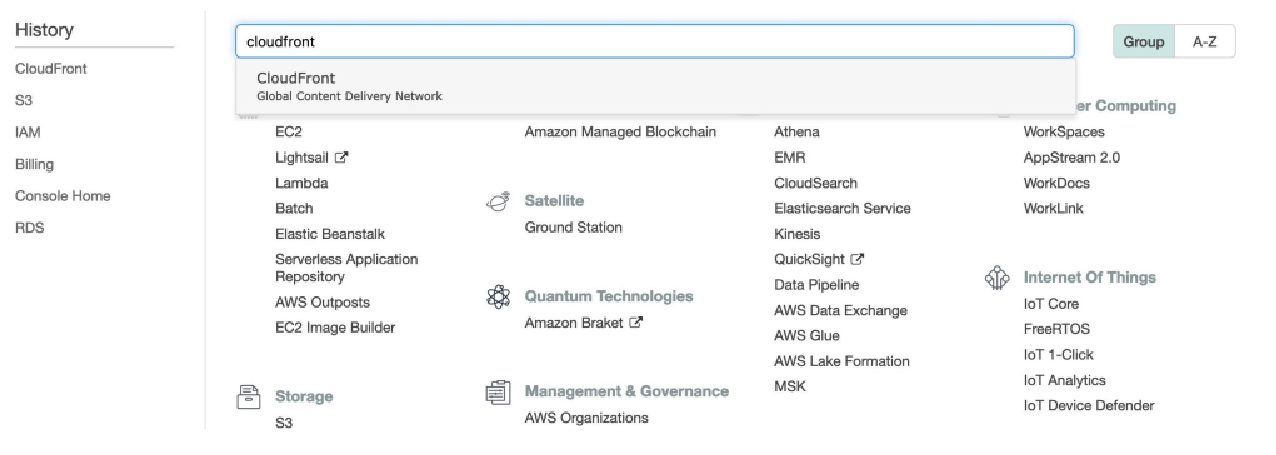 History
CloudFront
S3
IAM
Billing
Console Home
RDS
cloudfront
Group
A-Z
CloudFront
Global Content Delivery Network
EC2
Lightsail
Lambda
Batch
Elastic Beanstalk
Serverless Application
Repository
AWS Outposts
EC2 Image Builder
Storage
S3
Amazon Managed Blockchain
Satellite
Ground Station
Quantum Technologies
Amazon Braket
Management & Governance
AWS Organizations
Athena
EMR
CloudSearch
Elasticsearch Service
Kinesis
QuickSight
Data Pipeline
AWS Data Exchange
AWS Glue
AWS Lake Formation
MSK
er Computing
WorkSpaces
AppStream 2.0
WorkDocs
WorkLink
Internet Of Things
IoT Core
FreeRTOS
IoT 1-Click
IoT Analytics
IoT Device Defender